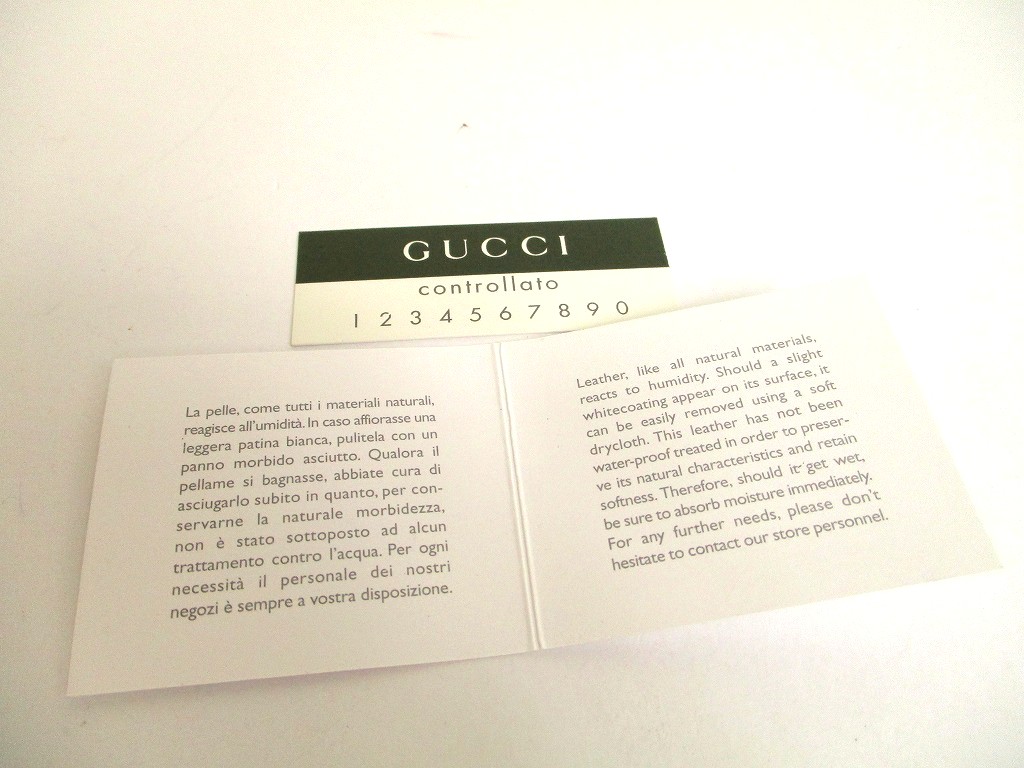 GUCCI
controllato
1 2 3 4 5 6 7 8 9 0
La pelle, come tutti i materiali naturali,
reagisce all'umidità. In caso affiorasse una
leggera patina bianca, pulitela con un
panno morbido asciutto. Qualora il
pellame si bagnasse, abbiate cura di
asciugarlo subito in quanto, per con-
servarne la naturale morbidezza,
non è stato sottoposto ad alcun
trattamento contro l'acqua. Per ogni
necessità il personale dei nostri
negozi è sempre a vostra disposizione.
Leather, like all natural materials,
reacts to humidity. Should a slight
whitecoating appear on its surface, it
can be easily removed using a soft
drycloth. This leather has not been
water-proof treated in order to preser-
ve its natural characteristics and retain
softness. Therefore, should it get wet,
be sure to absorb moisture immediately.
For any further needs, please don't
hesitate to contact our store personnel.